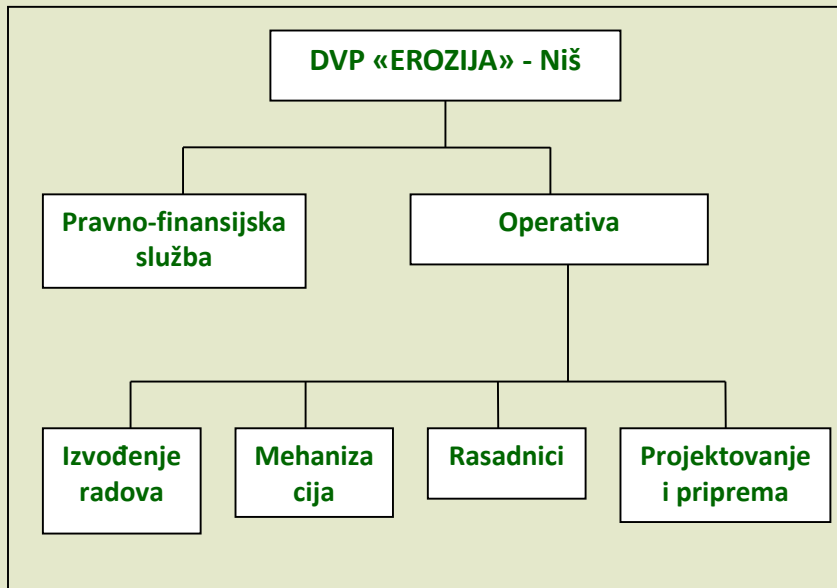 DVP «EROZIJA» - Niš
Pravno-finansijska
služba
Operativa
Izvođenje
radova
Mehaniza
cija
Rasadnici
Projektovanje
i priprema